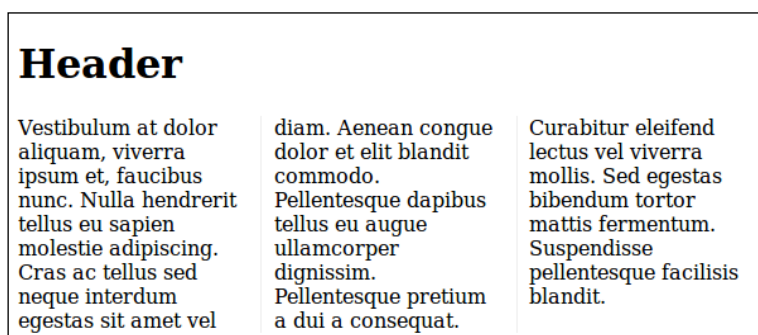 Header
Vestibulum at dolor
aliquam, viverra
ipsum et, faucibus
nunc. Nulla hendrerit
tellus eu sapien
molestie adipiscing.
Cras ac tellus sed
neque interdum
egestas sit amet vel
diam. Aenean congue
dolor et elit blandit
commodo.
Pellentesque dapibus
tellus eu augue
ullamcorper
dignissim.
Pellentesque pretium
a dui a consequat.
Curabitur eleifend
lectus vel viverra
mollis. Sed egestas
bibendum tortor
mattis fermentum.
Suspendisse
pellentesque facilisis
blandit.